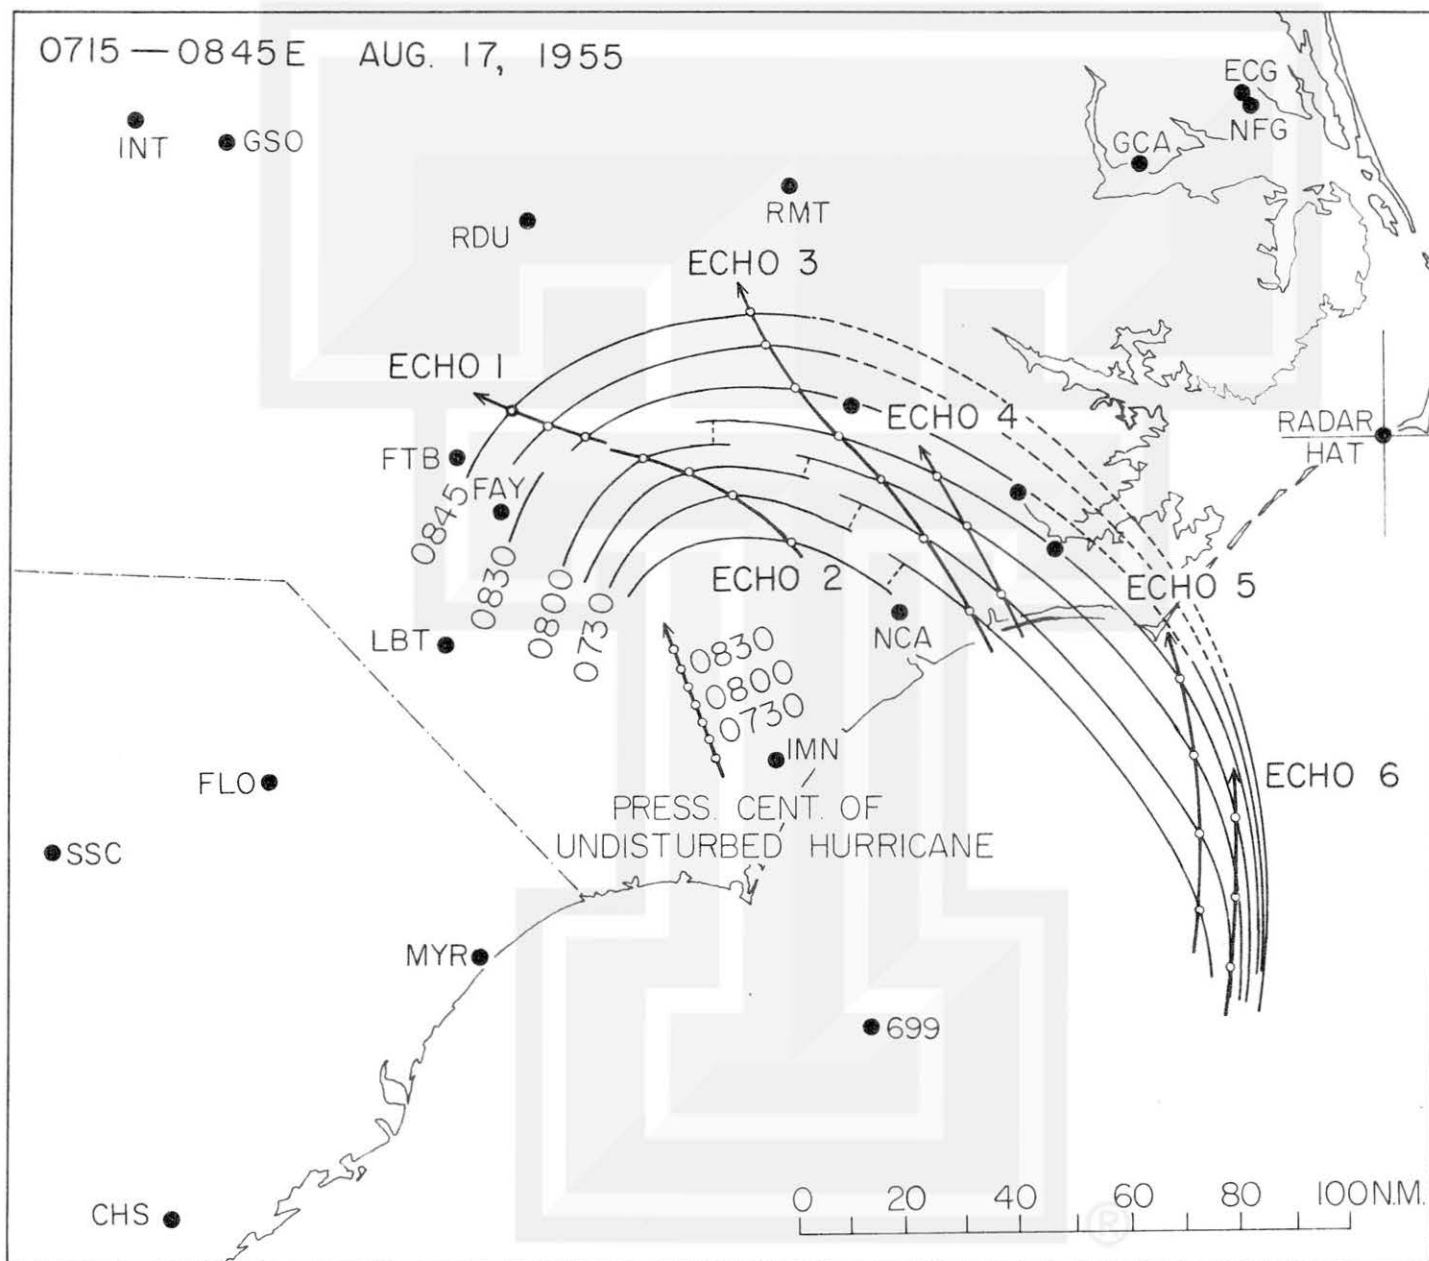 0715—0845E AUG. 17, 1955
ECG
NFG
GCA
INT
GSO
RMT
RDU
ECHO 3
ECHO 1
ECHO 4
RADAR
HAT
FTB
FAY
0845
0830
0800
0730
ECHO 2
ECHO 5
NCA
LBT
0830
0800
0730
IMN
FLO
ECHO 6
PRESS. CENT. OF
UNDISTURBED HURRICANE
SSC
MYR
699
0 20 40 60 80 100 N.M.
CHS
®